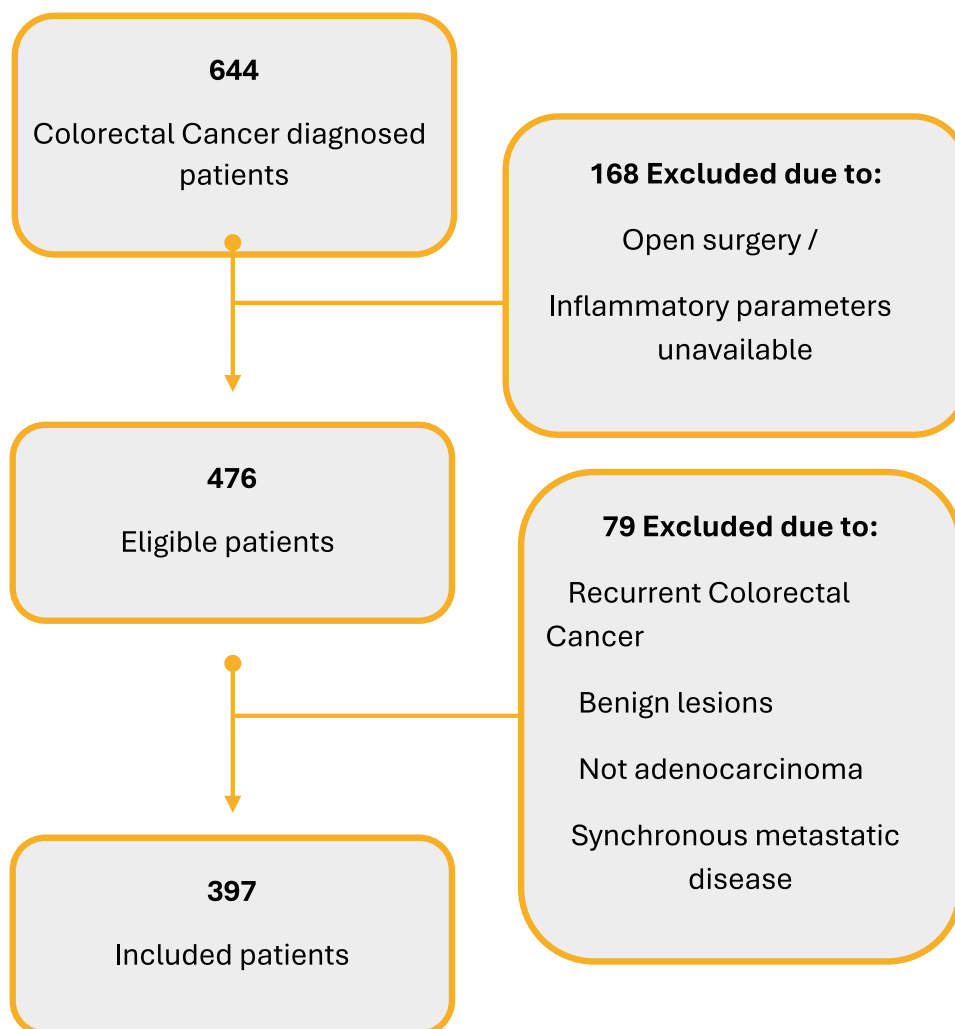 644
Colorectal Cancer diagnosed
patients
168 Excluded due to:
Open surgery /
Inflammatory parameters
unavailable
476
Eligible patients
79 Excluded due to:
Recurrent Colorectal
Cancer
Benign lesions
Not adenocarcinoma
Synchronous metastatic
disease
397
Included patients